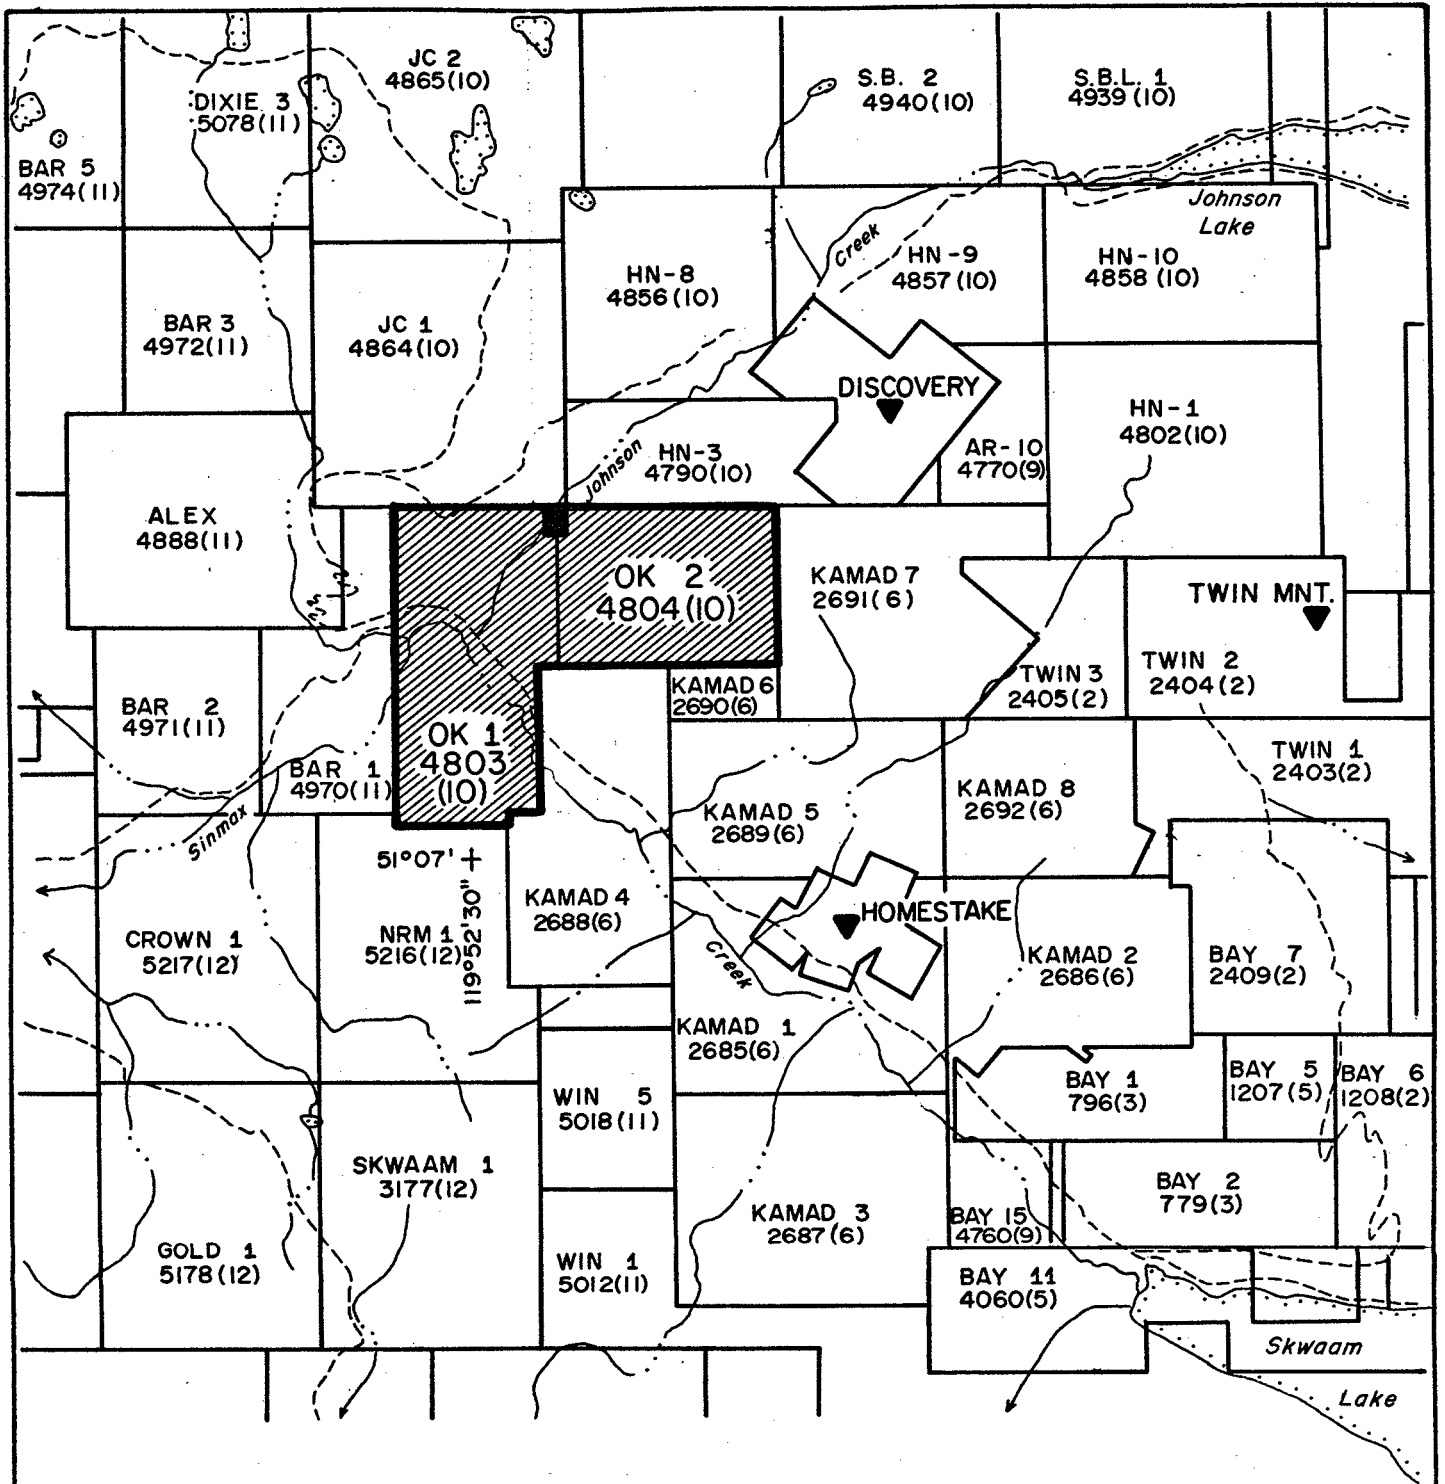 JC 2
4865(10)
DIXIE 3
5078(11)
S.B. 2
4940(10)
S.B.L. 1
4939(10)
BAR 5
4974(11)
Johnson
Lake
Creek
HN-8
4856(10)
HN-9
4857(10)
HN-10
4858(10)
BAR 3
4972(11)
JC 1
4864(10)
DISCOVERY
HN-1
4802(10)
HN-3
4790(10)
AR-10
4770(9)
Johnson
ALEX
4888(11)
OK 2
4804(10)
KAMAD 7
2691(6)
TWIN MNT.
KAMAD 6
2690(6)
TWIN 3
2405(2)
TWIN 2
2404(2)
BAR 2
4971(11)
OK 1
4803
(10)
BAR 1
4970(11)
TWIN 1
2403(2)
KAMAD 5
2689(6)
KAMAD 8
2692(6)
Sinmax
51°07'
119°52'30"
KAMAD 4
2688(6)
HOMESTAKE
CROWN 1
5217(12)
NRM 1
5216(12)
Creek
KAMAD 2
2686(6)
BAY 7
2409(2)
KAMAD 1
2685(6)
WIN 5
5018(11)
BAY 1
796(3)
BAY 5
1207(5)
BAY 6
1208(2)
SKWAAM 1
3177(12)
BAY 2
779(3)
KAMAD 3
2687(6)
BAY 15
4760(9)
GOLD 1
5178(12)
WIN 1
5012(11)
BAY 11
4060(5)
Skwaam
Lake